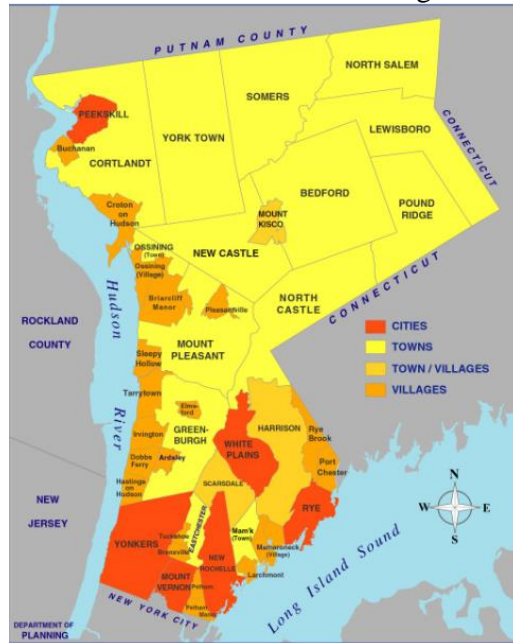 PUTNAM COUNTY
NORTH SALEM
SOMERS
PEEKSKILL
YORK TOWN
LEWISBORO
CONNECTICUT
Buchanan
CORTLANDT
BEDFORD
POUND
RIDGE
Croton
on
Hudson
MOUNT
KISCO
OSSINING
(Town)
Ossining
(Village)
NEW CASTLE
Hudson
River
Briarcliff
Manor
Pleasantville
NORTH
CASTLE
CONNECTICUT
ROCKLAND
COUNTY
CITIES
TOWNS
TOWN / VILLAGES
VILLAGES
MOUNT
PLEASANT
Sleepy
Hollow
Tarrytown
Elms-
ford
GREEN-
BURGH
HARRISON
Rye
Brook
Irvington
WHITE
PLAINS
Dobbs
Ferry
Ardsley
Port
Chester
Hastings
on
Hudson
SCARSDALE
NEW
JERSEY
RYE
N
W
E
S
YONKERS
EASTCHESTER
Tuckahoe
Bronxville
Mam'k
(Town)
Mamaroneck
(Village)
NEW
ROCHELLE
Larchmont
MOUNT
VERNON
Pelham
Pelham
Manor
Long Island Sound
NEW YORK CITY
DEPARTMENT OF
PLANNING